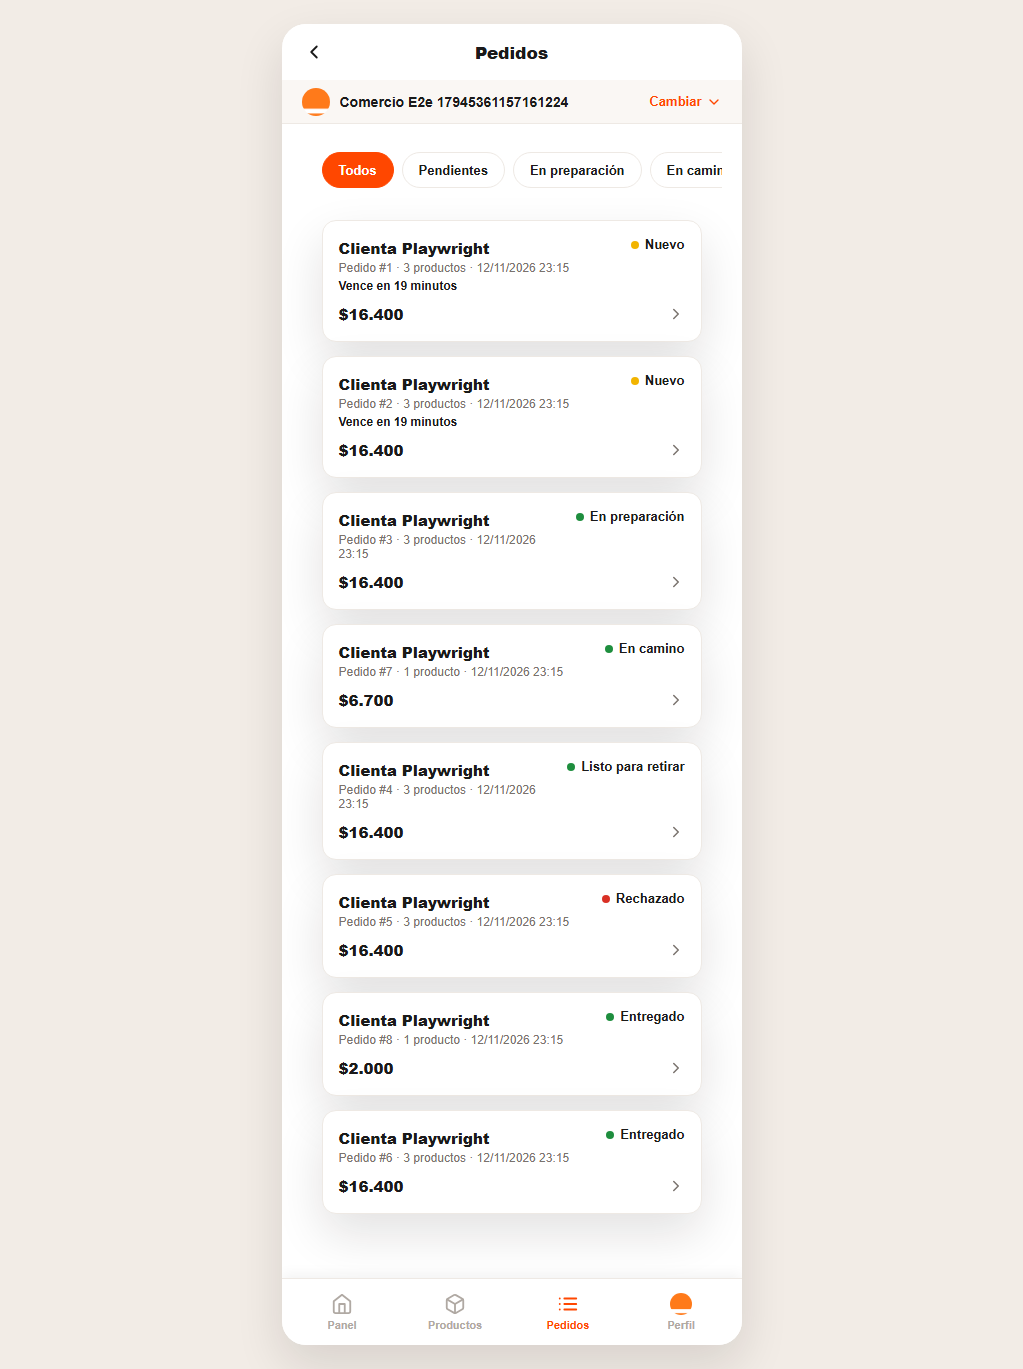 Pedidos
Comercio E2e 17945361157161224
Cambiar
Todos
Pendientes
En preparación
En camin
Clienta Playwright
Nuevo
Pedido #1 · 3 productos · 12/11/2026 23:15
Vence en 19 minutos
$16.400
Clienta Playwright
Nuevo
Pedido #2 · 3 productos · 12/11/2026 23:15
Vence en 19 minutos
$16.400
Clienta Playwright
En preparación
Pedido #3 · 3 productos · 12/11/2026
23:15
$16.400
Clienta Playwright
En camino
Pedido #7 · 1 producto · 12/11/2026 23:15
$6.700
Clienta Playwright
Listo para retirar
Pedido #4 · 3 productos · 12/11/2026
23:15
$16.400
Clienta Playwright
Rechazado
Pedido #5 · 3 productos · 12/11/2026 23:15
$16.400
Clienta Playwright
Entregado
Pedido #8 · 1 producto · 12/11/2026 23:15
$2.000
Clienta Playwright
Entregado
Pedido #6 · 3 productos · 12/11/2026 23:15
$16.400
Panel
Productos
Pedidos
Perfil